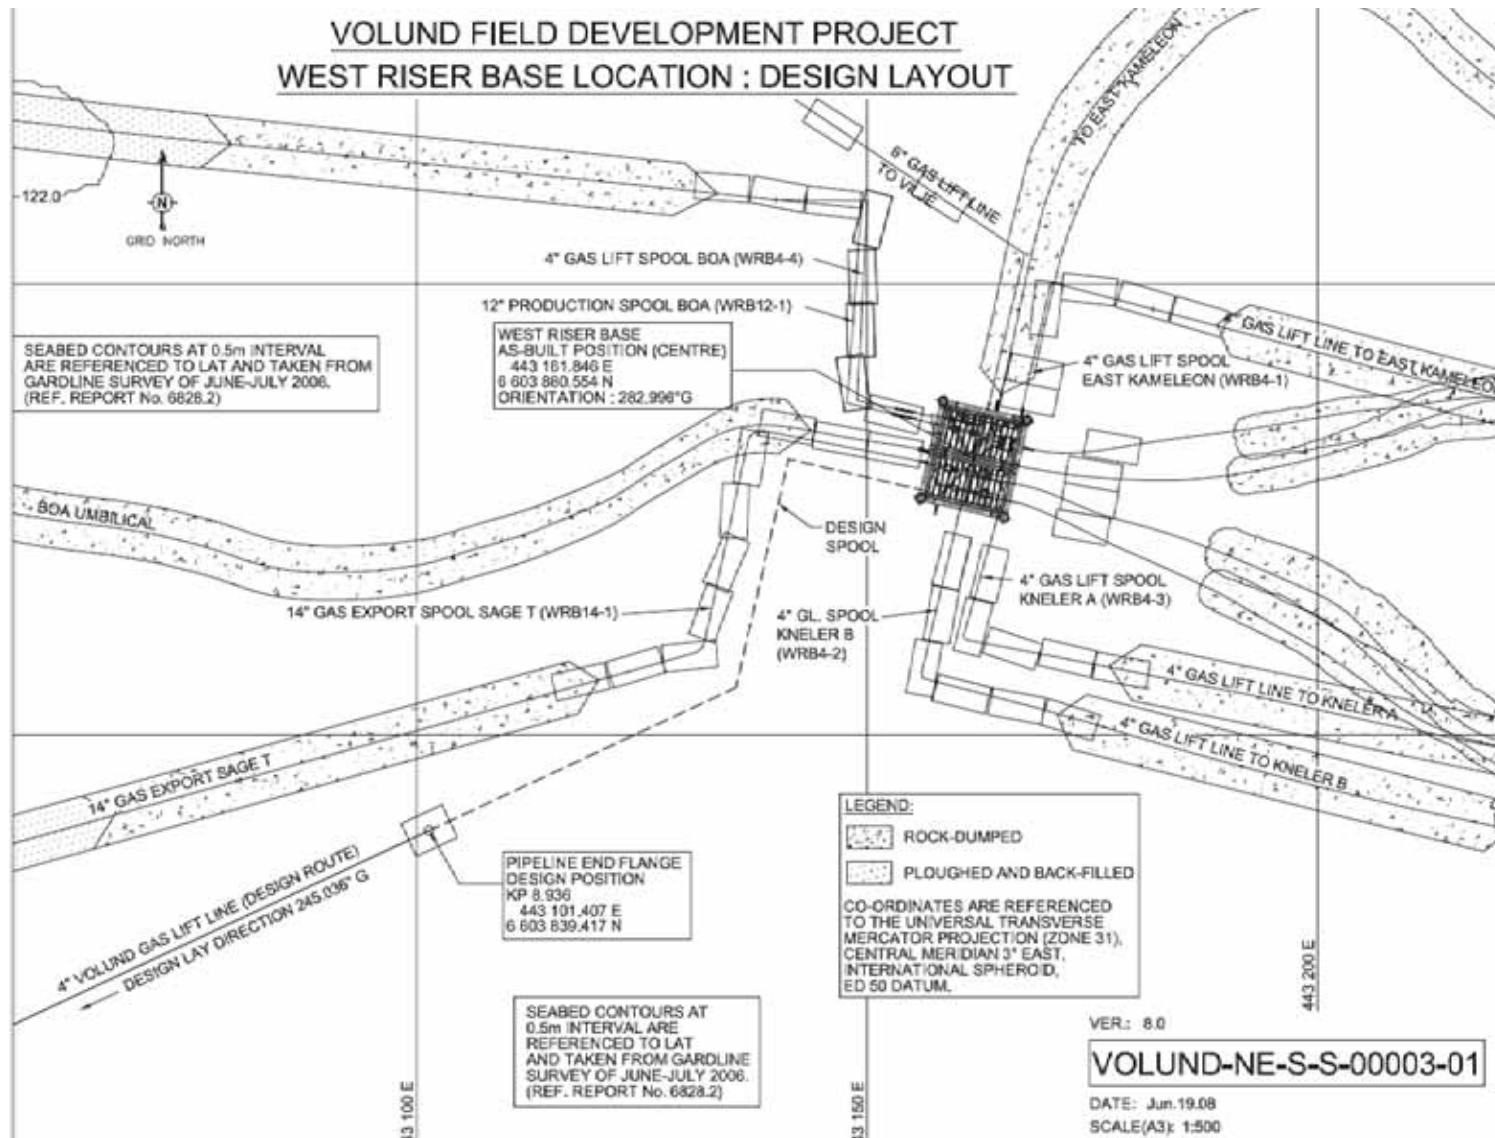 VOLUND FIELD DEVELOPMENT PROJECT
WEST RISER BASE LOCATION : DESIGN LAYOUT
TO EAST KAMELEON
6" GAS LIFT LINE
TO VILJE
122.0
N
GRID NORTH
4" GAS LIFT SPOOL BOA (WRB4-4)
12" PRODUCTION SPOOL BOA (WRB12-1)
WEST RISER BASE
AS-BUILT POSITION (CENTRE)
443 161.846 E
6 603 880.554 N
ORIENTATION : 282.996°G
SEABED CONTOURS AT 0.5m INTERVAL
ARE REFERENCED TO LAT AND TAKEN FROM
GARDLINE SURVEY OF JUNE-JULY 2006.
(REF. REPORT No. 6828.2)
GAS LIFT LINE TO EAST KAMELEON
4" GAS LIFT SPOOL
EAST KAMELEON (WRB4-1)
BOA UMBILICAL
DESIGN
SPOOL
14" GAS EXPORT SPOOL SAGE T (WRB14-1)
4" GL. SPOOL
KNELER B
(WRB4-2)
4" GAS LIFT SPOOL
KNELER A (WRB4-3)
4" GAS LIFT LINE TO KNELER A
4" GAS LIFT LINE TO KNELER B
14" GAS EXPORT SAGE T
4" VOLUND GAS LIFT LINE (DESIGN ROUTE)
DESIGN LAY DIRECTION 245.036° G
PIPELINE END FLANGE
DESIGN POSITION
KP 8.936
443 101.407 E
6 603 839.417 N
LEGEND:
ROCK-DUMPED
PLOUGHED AND BACK-FILLED
CO-ORDINATES ARE REFERENCED
TO THE UNIVERSAL TRANSVERSE
MERCATOR PROJECTION (ZONE 31),
CENTRAL MERIDIAN 3° EAST,
INTERNATIONAL SPHEROID,
ED 50 DATUM.
SEABED CONTOURS AT
0.5m INTERVAL ARE
REFERENCED TO LAT
AND TAKEN FROM GARDLINE
SURVEY OF JUNE-JULY 2006.
(REF. REPORT No. 6828.2)
3 100 E
3 150 E
443 200 E
VER.: 8.0
VOLUND-NE-S-S-00003-01
DATE: Jun.19.08
SCALE(A3): 1:500